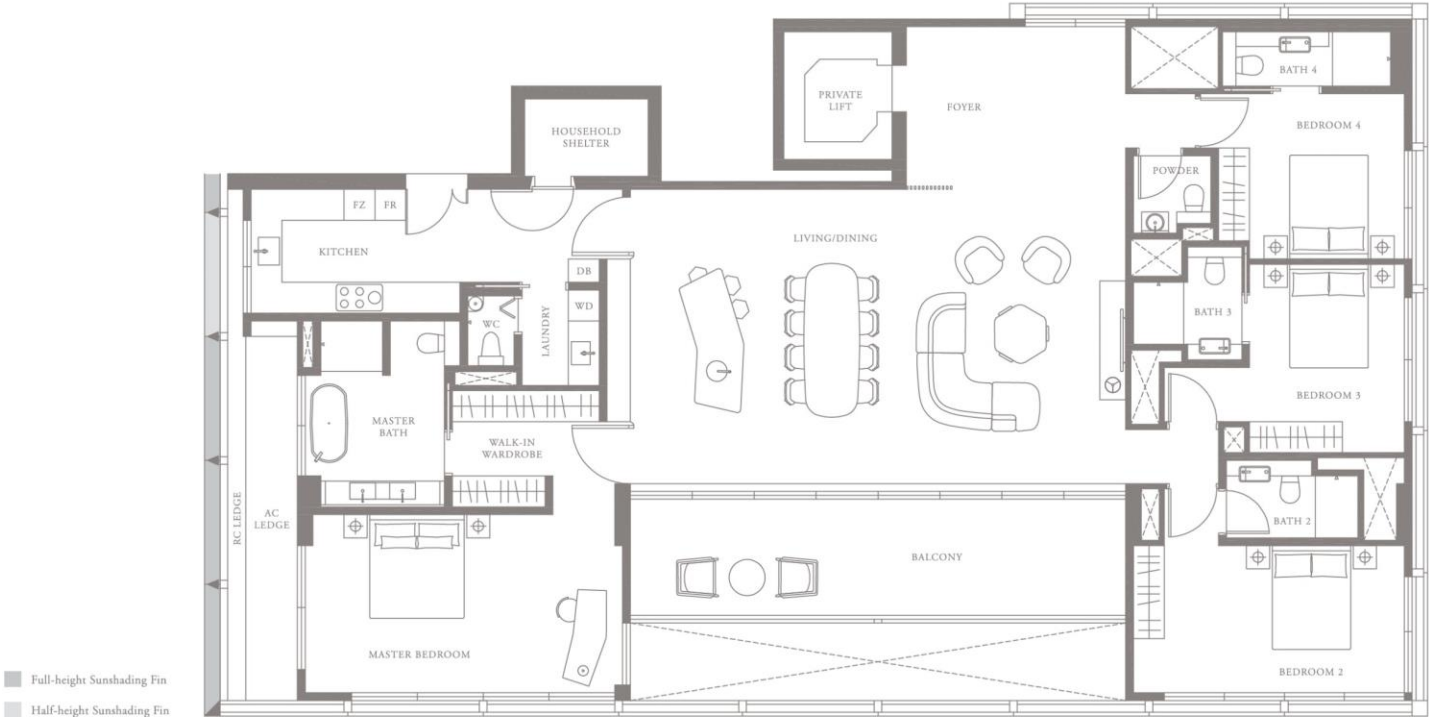 BATH 4
PRIVATE
LIFT
FOYER
BEDROOM 4
HOUSEHOLD
SHELTER
POWDER
FZ
FR
KITCHEN
LIVING/DINING
DB
WD
WC
LAUNDRY
BATH 3
BEDROOM 3
MASTER
BATH
WALK-IN
WARDROBE
RC LEDGE
AC
LEDGE
BATH 2
BALCONY
MASTER BEDROOM
BEDROOM 2
Full-height Sunshading Fin
Half-height Sunshading Fin